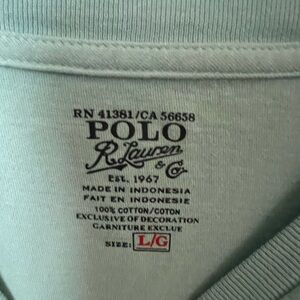 RN 41381/CA 56658
POLO
R. Lauren
& Co
EST. 1967
MADE IN INDONESIA
FAIT EN INDONESIE
100% COTTON/COTON
EXCLUSIVE OF DECORATION
GARNITURE EXCLUE
SIZE: L/G